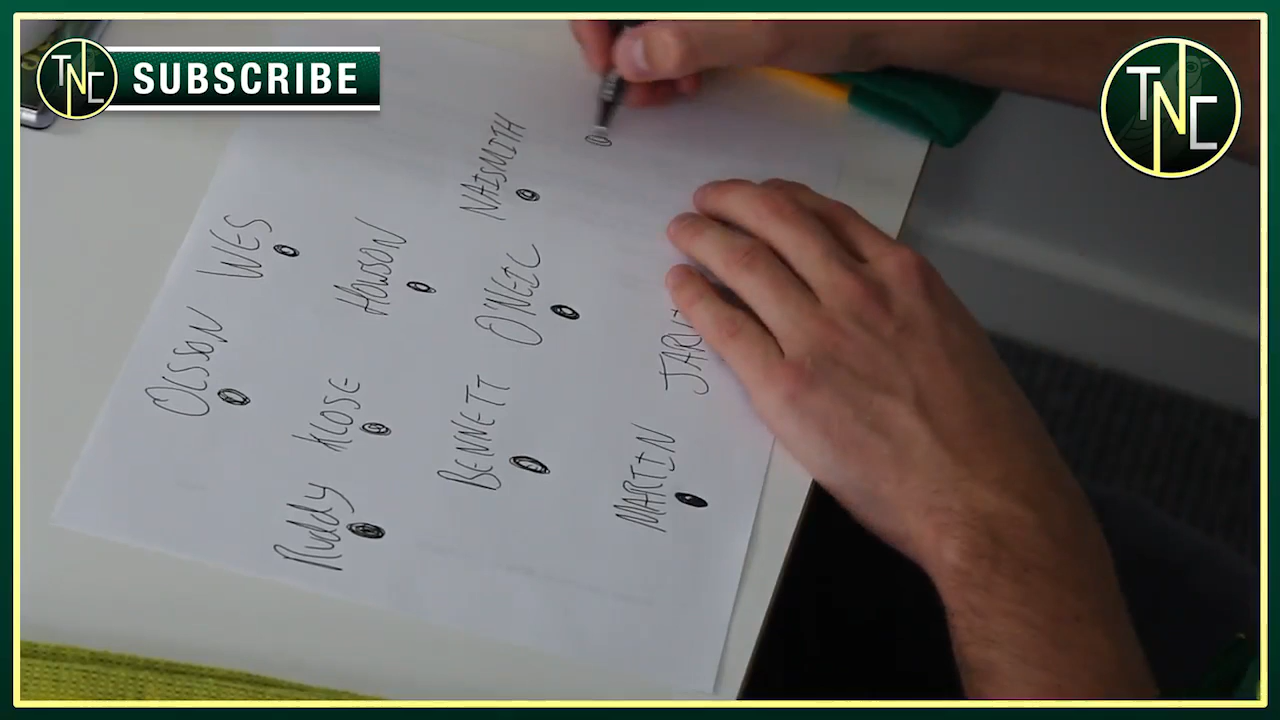 TNC
SUBSCRIBE
TNC
NAISMITH
WES
HOWSON
O'NEIL
OLSSON
KLOSE
BENNETT
MARTIN
Ruddy